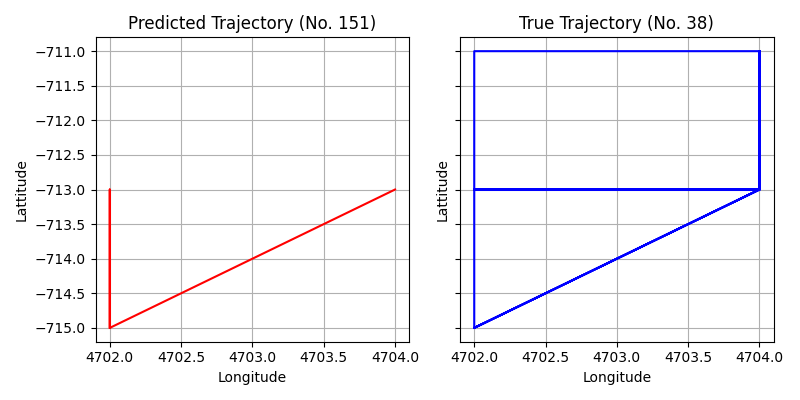 Predicted Trajectory (No. 151)
True Trajectory (No. 38)
−711.0
−711.5
−712.0
−712.5
−713.0
−713.5
−714.0
−714.5
−715.0
Lattitude
Lattitude
4702.0 4702.5 4703.0 4703.5 4704.0
4702.0 4702.5 4703.0 4703.5 4704.0
Longitude
Longitude